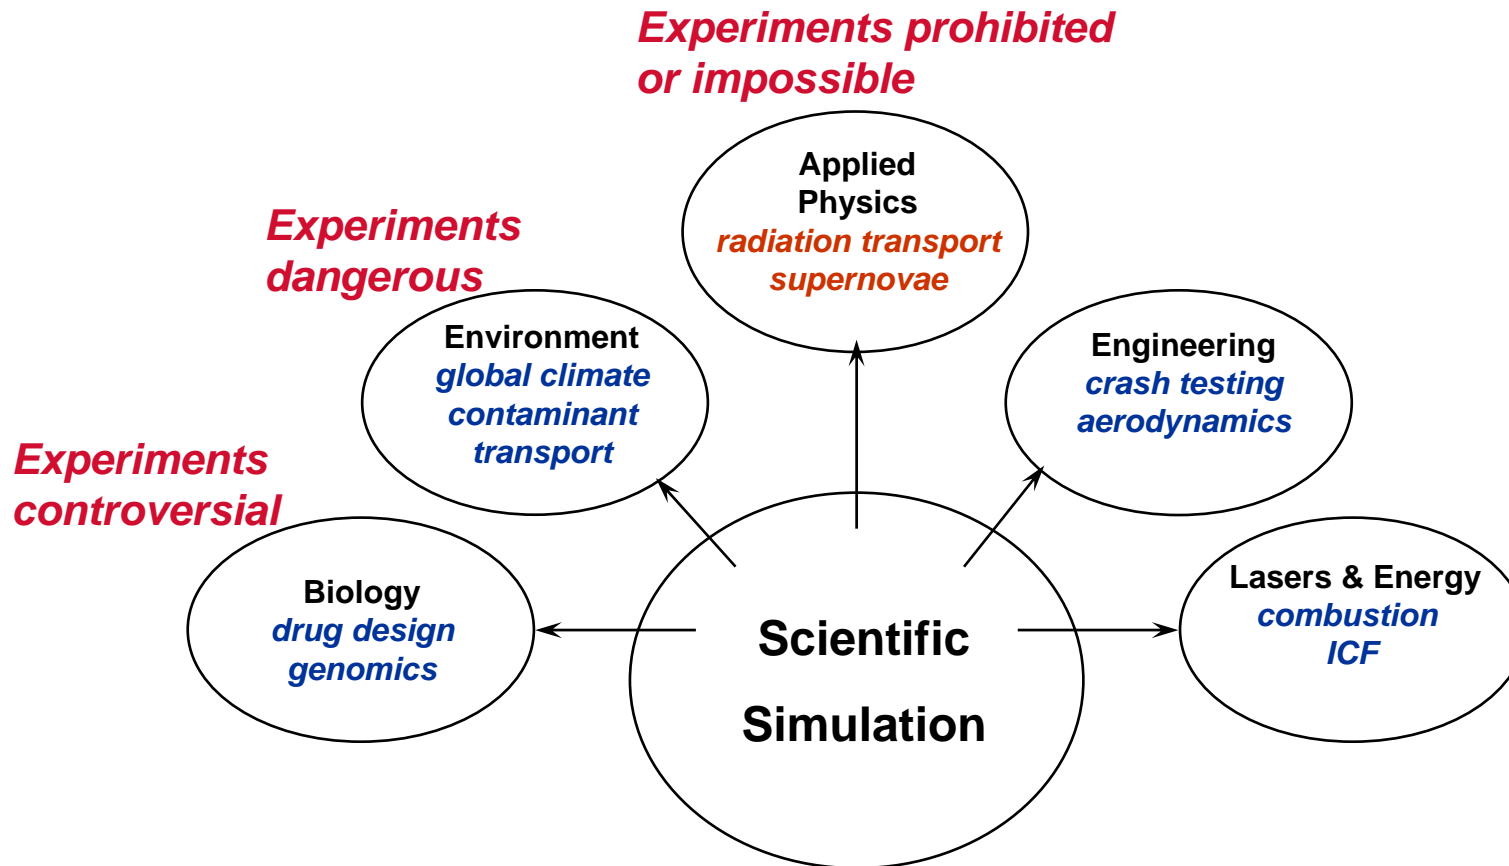 Experiments prohibited
or impossible
Applied
Physics
radiation transport
supernovae
Experiments
dangerous
Environment
global climate
contaminant
transport
Engineering
crash testing
aerodynamics
Experiments
controversial
Biology
drug design
genomics
Scientific
Simulation
Lasers & Energy
combustion
ICF